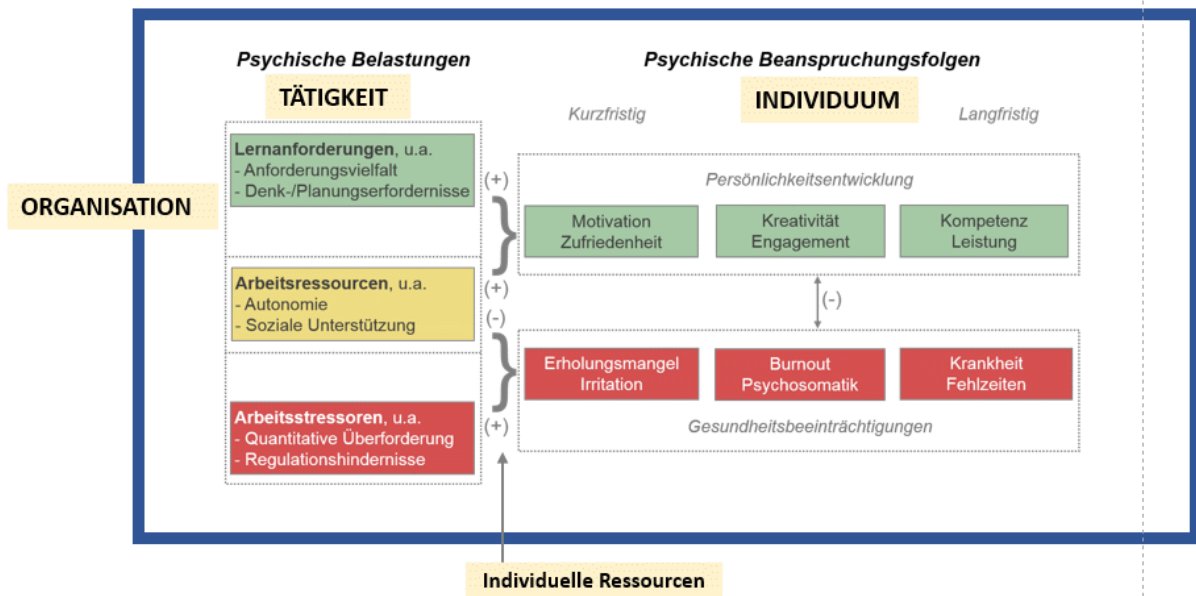 Psychische Belastungen
Psychische Beanspruchungsfolgen
TÄTIGKEIT
INDIVIDUUM
Kurzfristig
Langfristig
ORGANISATION
Lernanforderungen, u.a.
- Anforderungsvielfalt
- Denk-/Planungserfordernisse
(+)
}
Persönlichkeitsentwicklung
Motivation
Zufriedenheit
Kreativität
Engagement
Kompetenz
Leistung
Arbeitsressourcen, u.a.
- Autonomie
- Soziale Unterstützung
(+)
(-)
(-)
}
Erholungsmangel
Irritation
Burnout
Psychosomatik
Krankheit
Fehlzeiten
Arbeitsstressoren, u.a.
- Quantitative Überforderung
- Regulationshindernisse
(+)
Gesundheitsbeeinträchtigungen
Individuelle Ressourcen